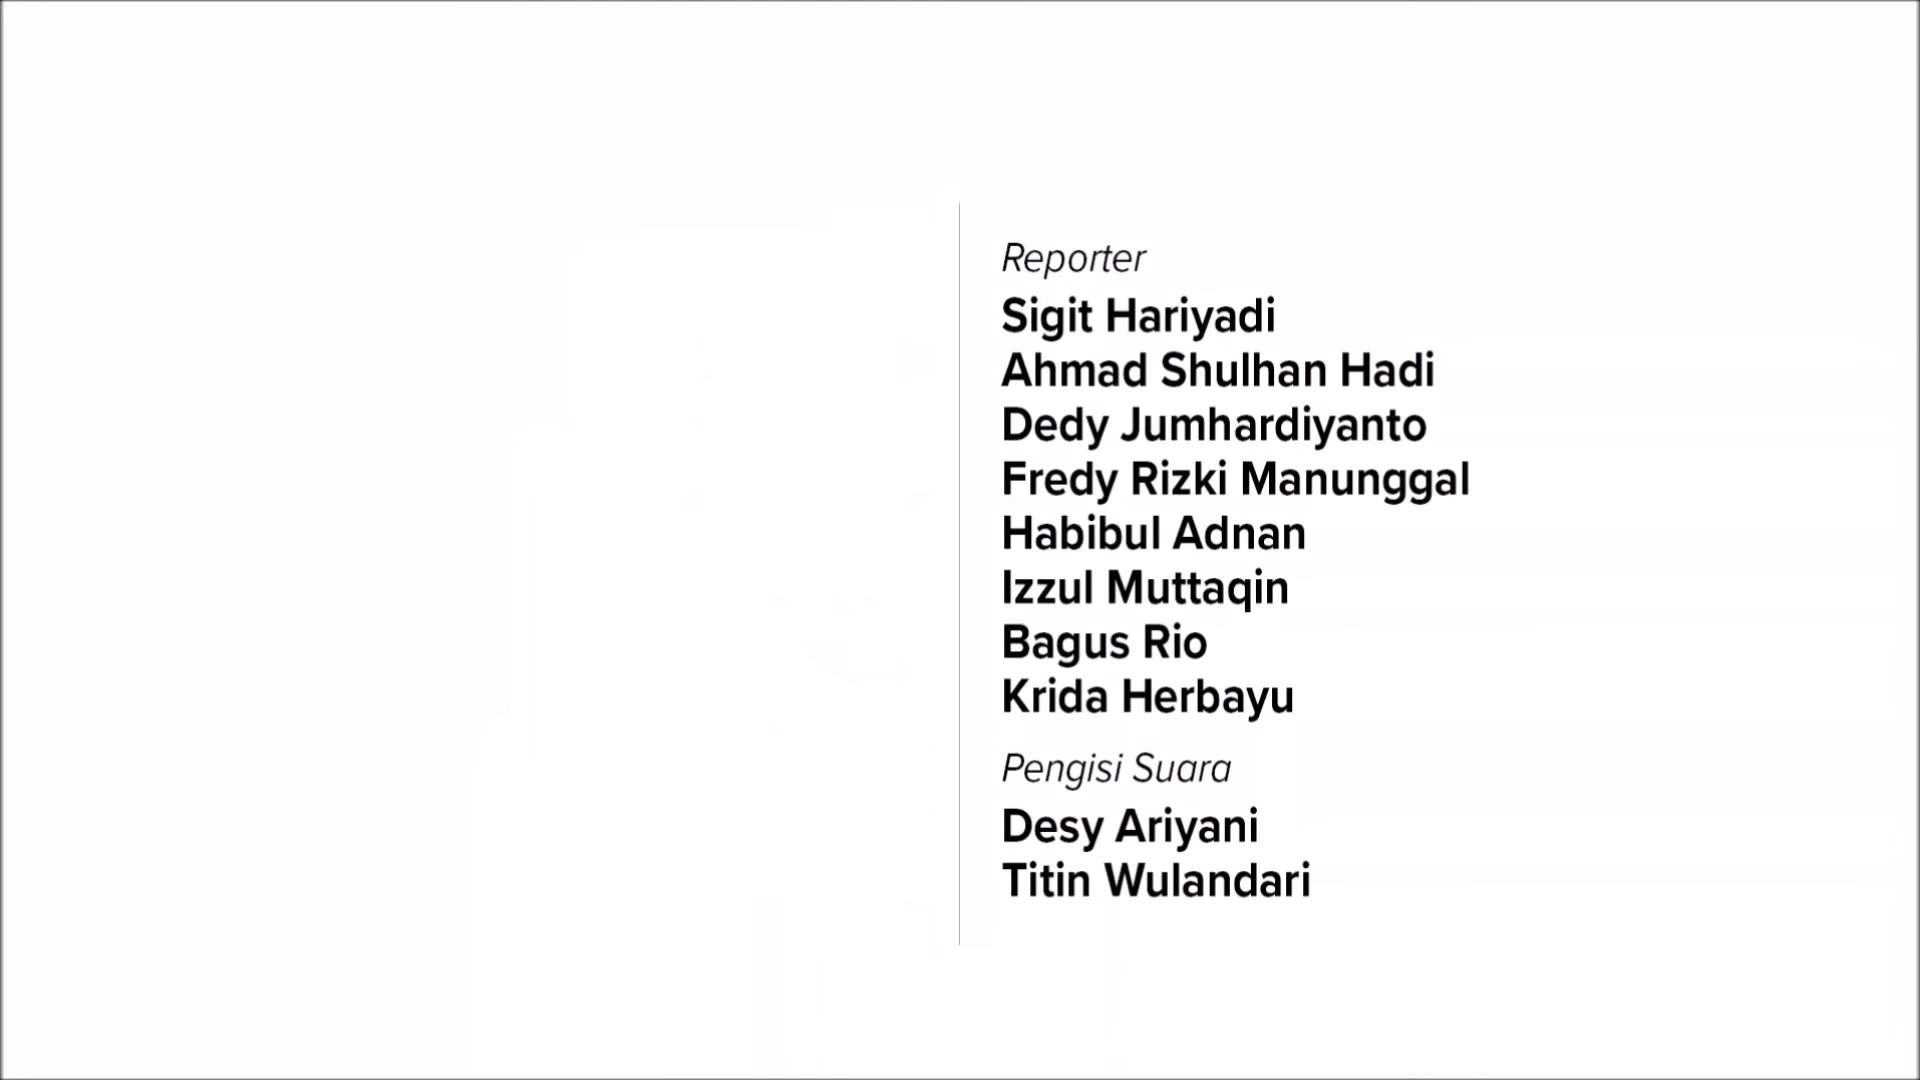 Reporter
Sigit Hariyadi
Ahmad Shulhan Hadi
Dedy Jumhardiyanto
Fredy Rizki Manunggal
Habibul Adnan
Izzul Muttaqin
Bagus Rio
Krida Herbayu
Pengisi Suara
Desy Ariyani
Titin Wulandari